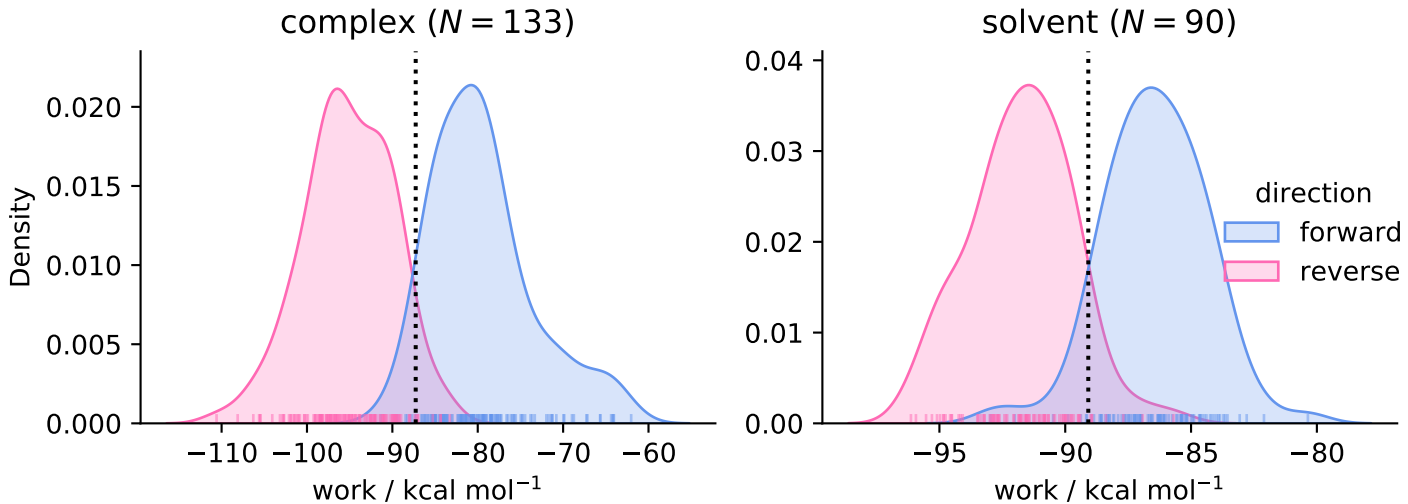 complex (N = 133)
Density
0.020
0.015
0.010
0.005
0.000
−110 −100 −90 −80 −70 −60
work / kcal mol⁻¹
solvent (N = 90)
0.04
0.03
0.02
0.01
0.00
−95 −90 −85 −80
work / kcal mol⁻¹
direction
forward
reverse